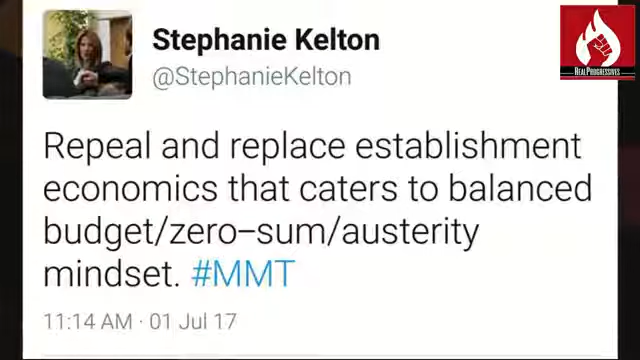 Stephanie Kelton
@StephanieKelton
REALPROGRESSIVES
Repeal and replace establishment
economics that caters to balanced
budget/zero–sum/austerity
mindset. #MMT
11:14 AM · 01 Jul 17